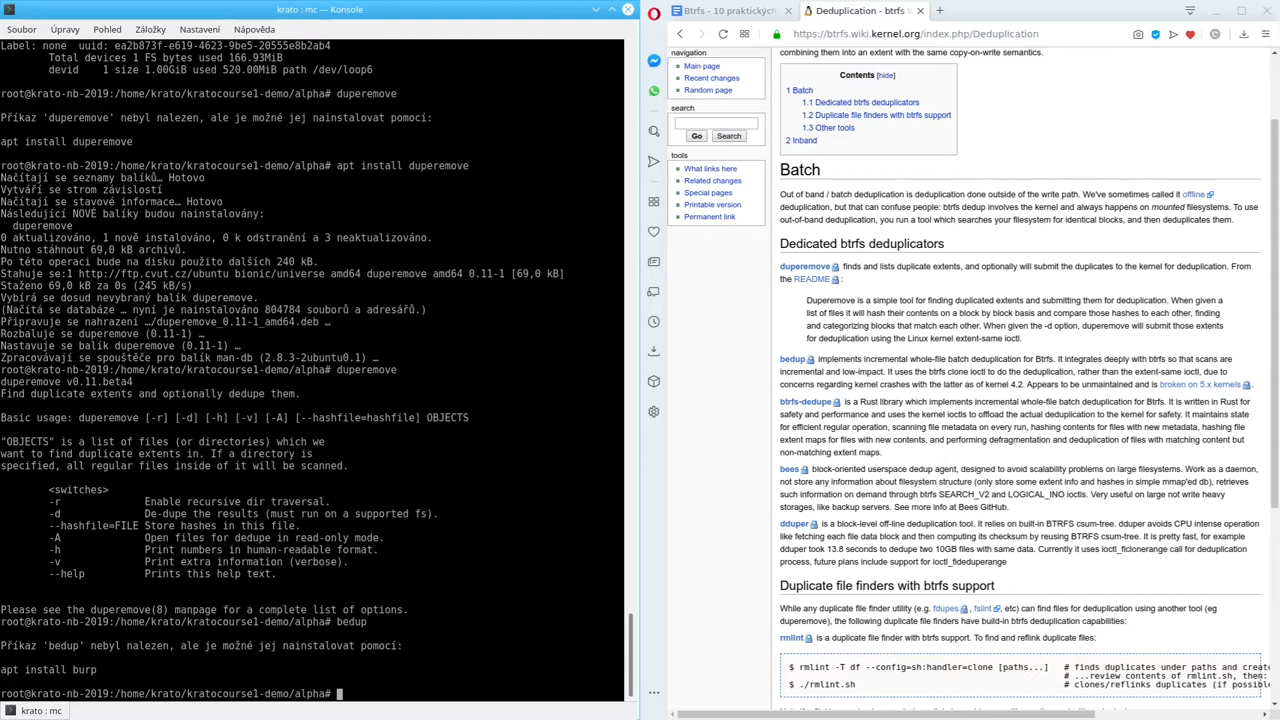 krato : mc — Konsole
Soubor Úpravy Pohled Záložky Nastavení Nápověda
Label: none  uuid: ea2b873f-e619-4623-9be5-20555e8b2ab4
Total devices 1 FS bytes used 166.93MiB
devid    1 size 1.00GiB used 520.00MiB path /dev/loop6
root@krato-nb-2019:/home/krato/kratocourse1-demo/alpha# duperemove
Příkaz 'duperemove' nebyl nalezen, ale je možné jej nainstalovat pomocí:
apt install duperemove
root@krato-nb-2019:/home/krato/kratocourse1-demo/alpha# apt install duperemove
Načítají se seznamy balíků… Hotovo
Vytváří se strom závislostí
Načítají se stavové informace… Hotovo
Následující NOVÉ balíky budou nainstalovány:
duperemove
0 aktualizováno, 1 nově instalováno, 0 k odstranění a 3 neaktualizováno.
Nutno stáhnout 69,0 kB archivů.
Po této operaci bude na disku použito dalších 240 kB.
Stahuje se:1 http://ftp.cvut.cz/ubuntu bionic/universe amd64 duperemove amd64 0.11-1 [69,0 kB]
Staženo 69,0 kB za 0s (245 kB/s)
Vybírá se dosud nevybraný balík duperemove.
(Načítá se databáze … nyní je nainstalováno 804784 souborů a adresářů.)
Připravuje se nahrazení …/duperemove_0.11-1_amd64.deb …
Rozbaluje se duperemove (0.11-1) …
Nastavuje se balík duperemove (0.11-1) …
Zpracovávají se spouštěče pro balík man-db (2.8.3-2ubuntu0.1) …
root@krato-nb-2019:/home/krato/kratocourse1-demo/alpha# duperemove
duperemove v0.11.beta4
Find duplicate extents and optionally dedupe them.
Basic usage: duperemove [-r] [-d] [-h] [-v] [-A] [--hashfile=hashfile] OBJECTS
"OBJECTS" is a list of files (or directories) which we
want to find duplicate extents in. If a directory is
specified, all regular files inside of it will be scanned.
<switches>
-r Enable recursive dir traversal.
-d De-dupe the results (must run on a supported fs).
--hashfile=FILE Store hashes in this file.
-A Open files for dedupe in read-only mode.
-h Print numbers in human-readable format.
-v Print extra information (verbose).
--help Prints this help text.
Please see the duperemove(8) manpage for a complete list of options.
root@krato-nb-2019:/home/krato/kratocourse1-demo/alpha# bedup
Příkaz 'bedup' nebyl nalezen, ale je možné jej nainstalovat pomocí:
apt install burp
root@krato-nb-2019:/home/krato/kratocourse1-demo/alpha#
krato : mc
Btrfs - 10 praktických
Deduplication - btrfs W
https://btrfs.wiki.kernel.org/index.php/Deduplication
navigation
Main page
Recent changes
Random page
search
Go Search
tools
What links here
Related changes
Special pages
Printable version
Permanent link
combining them into an extent with the same copy-on-write semantics.
Contents [hide]
1 Batch
1.1 Dedicated btrfs deduplicators
1.2 Duplicate file finders with btrfs support
1.3 Other tools
2 Inband
Batch
Out of band / batch deduplication is deduplication done outside of the write path. We've sometimes called it offline
deduplication, but that can confuse people: btrfs dedup involves the kernel and always happens on mounted filesystems. To use
out-of-band deduplication, you run a tool which searches your filesystem for identical blocks, and then deduplicates them.
Dedicated btrfs deduplicators
duperemove finds and lists duplicate extents, and optionally will submit the duplicates to the kernel for deduplication. From
the README :
Duperemove is a simple tool for finding duplicated extents and submitting them for deduplication. When given a
list of files it will hash their contents on a block by block basis and compare those hashes to each other, finding
and categorizing blocks that match each other. When given the -d option, duperemove will submit those extents
for deduplication using the Linux kernel extent-same ioctl.
bedup implements incremental whole-file batch deduplication for Btrfs. It integrates deeply with btrfs so that scans are
incremental and low-impact. It uses the btrfs clone ioctl to do the deduplication, rather than the extent-same ioctl, due to
concerns regarding kernel crashes with the latter as of kernel 4.2. Appears to be unmaintained and is broken on 5.x kernels .
btrfs-dedupe is a Rust library which implements incremental whole-file batch deduplication for Btrfs. It is written in Rust for
safety and performance and uses the kernel ioctls to offload the actual deduplication to the kernel for safety. It maintains state
for efficient regular operation, scanning file metadata on every run, hashing contents for files with new metadata, hashing file
extent maps for files with new contents, and performing defragmentation and deduplication of files with matching content but
non-matching extent maps.
bees block-oriented userspace dedup agent, designed to avoid scalability problems on large filesystems. Work as a daemon,
not store any information about filesystem structure (only store some extent info and hashes in simple mmap'ed db), retrieves
such information on demand through btrfs SEARCH_V2 and LOGICAL_INO ioctls. Very useful on large not write heavy
storages, like backup servers. See more info at Bees GitHub.
dduper is a block-level off-line deduplication tool. It relies on built-in BTRFS csum-tree. dduper avoids CPU intense operation
like fetching each file data block and then computing its checksum by reusing BTRFS csum-tree. It is pretty fast, for example
dduper took 13.8 seconds to dedupe two 10GB files with same data. Currently it uses ioctl_ficlonerange call for deduplication
process, future plans include support for ioctl_fideduperange
Duplicate file finders with btrfs support
While any duplicate file finder utility (e.g. fdupes , fslint , etc) can find files for deduplication using another tool (eg
duperemove), the following duplicate file finders have build-in btrfs deduplication capabilities:
rmlint is a duplicate file finder with btrfs support. To find and reflink duplicate files:
$ rmlint -T df --config=sh:handler=clone [paths...] # finds duplicates under paths and create
# ...review contents of rmlint.sh, then:
$ ./rmlint.sh # clones/reflinks duplicates (if possible